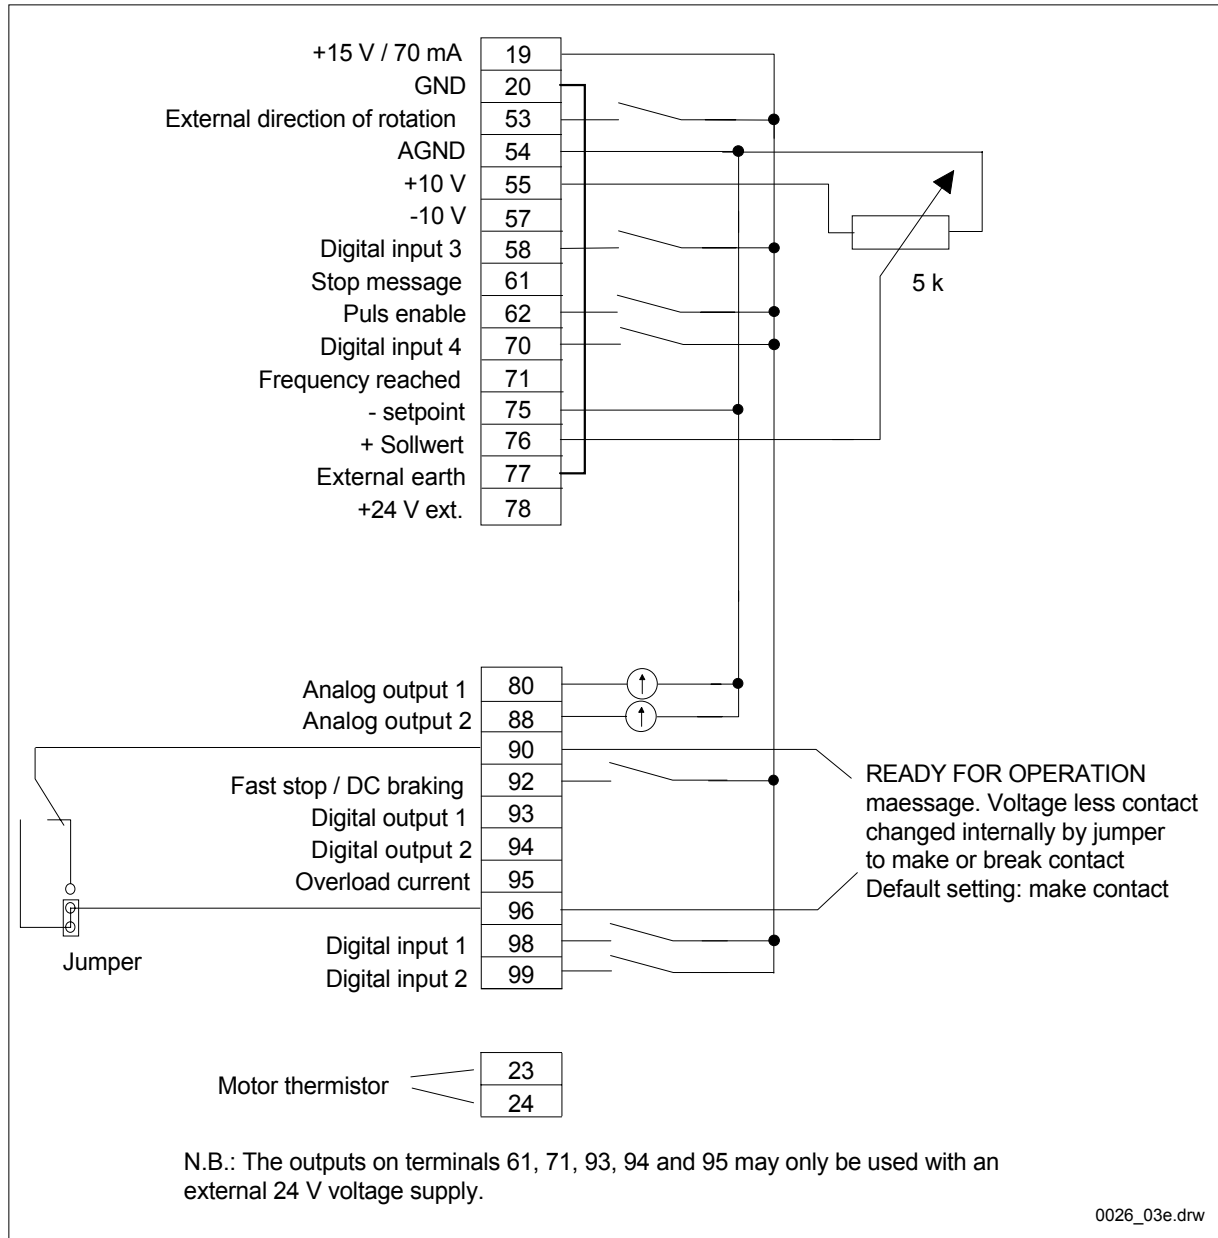 +15 V / 70 mA 19
GND 20
External direction of rotation 53
AGND 54
+10 V 55
-10 V 57
Digital input 3 58
Stop message 61
Puls enable 62
Digital input 4 70
Frequency reached 71
- setpoint 75
+ Sollwert 76
External earth 77
+24 V ext. 78
5 k
Analog output 1 80
Analog output 2 88
90
Fast stop / DC braking 92
Digital output 1 93
Digital output 2 94
Overload current 95
96
Digital input 1 98
Digital input 2 99
Jumper
READY FOR OPERATION
maessage. Voltage less contact
changed internally by jumper
to make or break contact
Default setting: make contact
Motor thermistor
23
24
N.B.: The outputs on terminals 61, 71, 93, 94 and 95 may only be used with an
external 24 V voltage supply.
0026_03e.drw